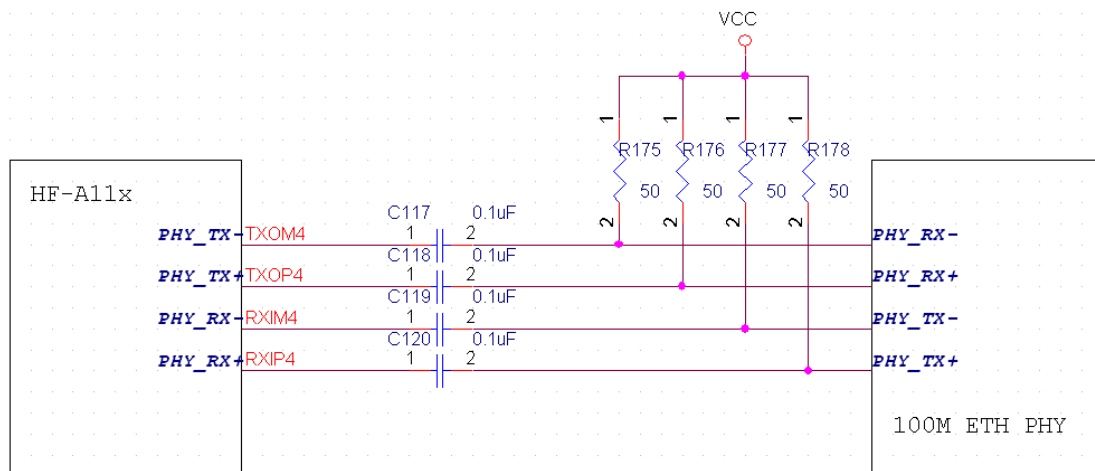 VCC
1 1 1 1
R175 R176 R177 R178
50 50 50 50
2 2 2 2
HF-A11x
C117 0.1uF
PHY_TX- TXOM4 1 2 PHY_RX-
C118 0.1uF
PHY_TX+ TXOP4 1 2 PHY_RX+
C119 0.1uF
PHY_RX- RXIM4 1 2 PHY_TX-
C120 0.1uF
PHY_RX+ RXIP4 1 2 PHY_TX+
100M ETH PHY